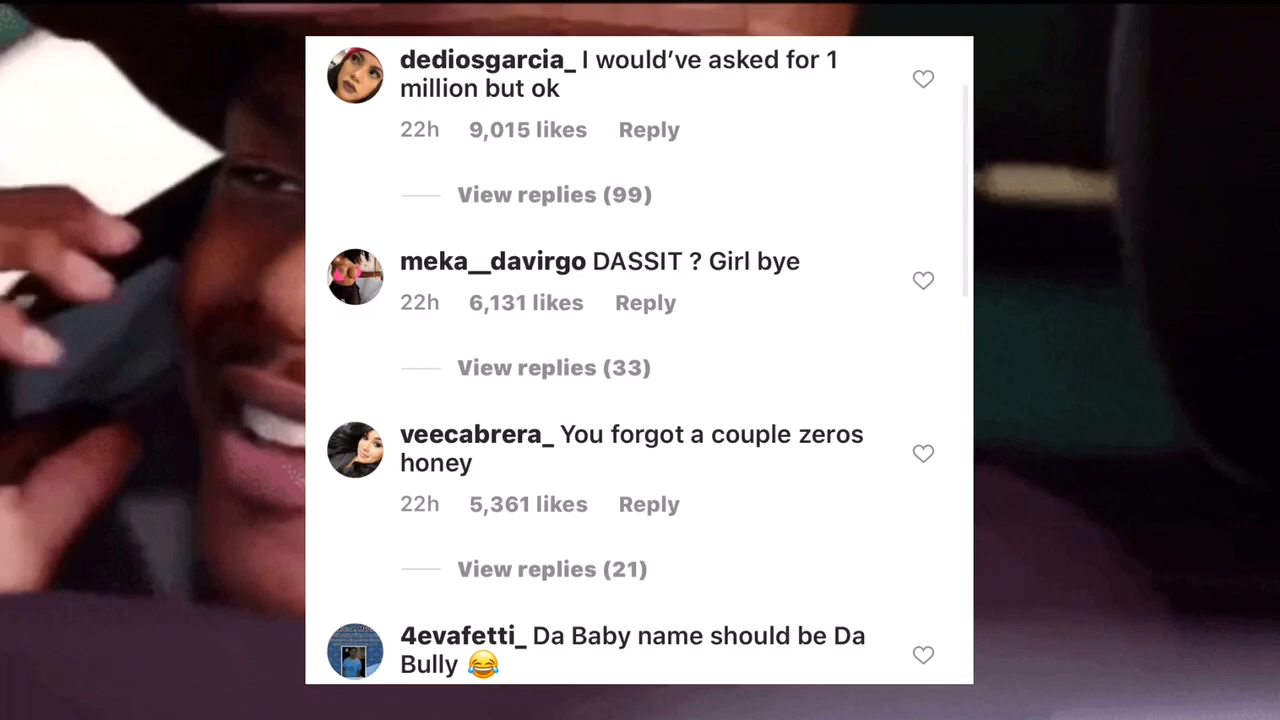 dediosgarcia_ I would've asked for 1
million but ok
22h 9,015 likes Reply
View replies (99)
meka__davirgo DASSIT ? Girl bye
22h 6,131 likes Reply
View replies (33)
veecabrera_ You forgot a couple zeros
honey
22h 5,361 likes Reply
View replies (21)
4evafetti_ Da Baby name should be Da
Bully 😂